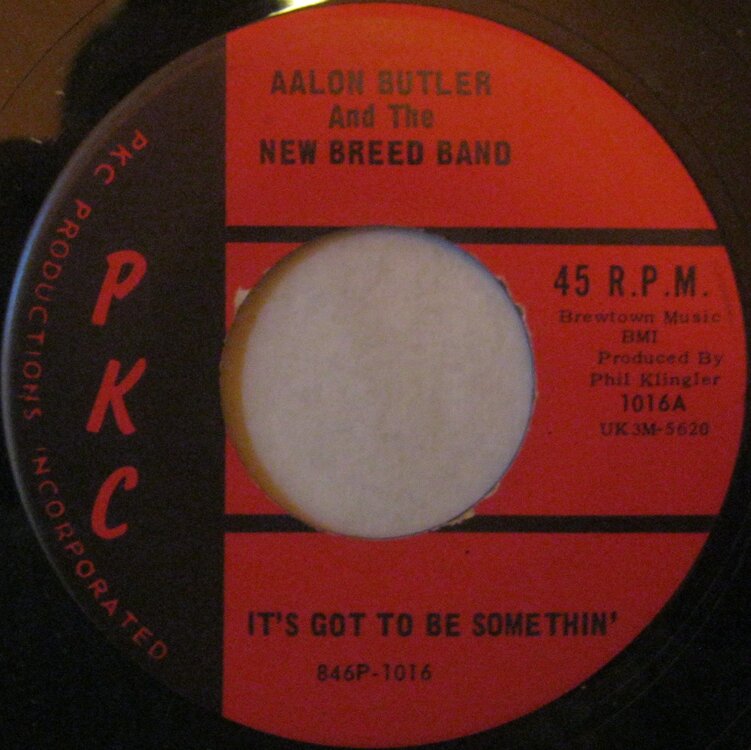 AALON BUTLER
And The
NEW BREED BAND
PKC PRODUCTIONS INCORPORATED
PKC
45 R.P.M.
Brewtown Music
BMI
Produced By
Phil Klingler
1016A
UK3M-5620
IT'S GOT TO BE SOMETHIN'
846P-1016